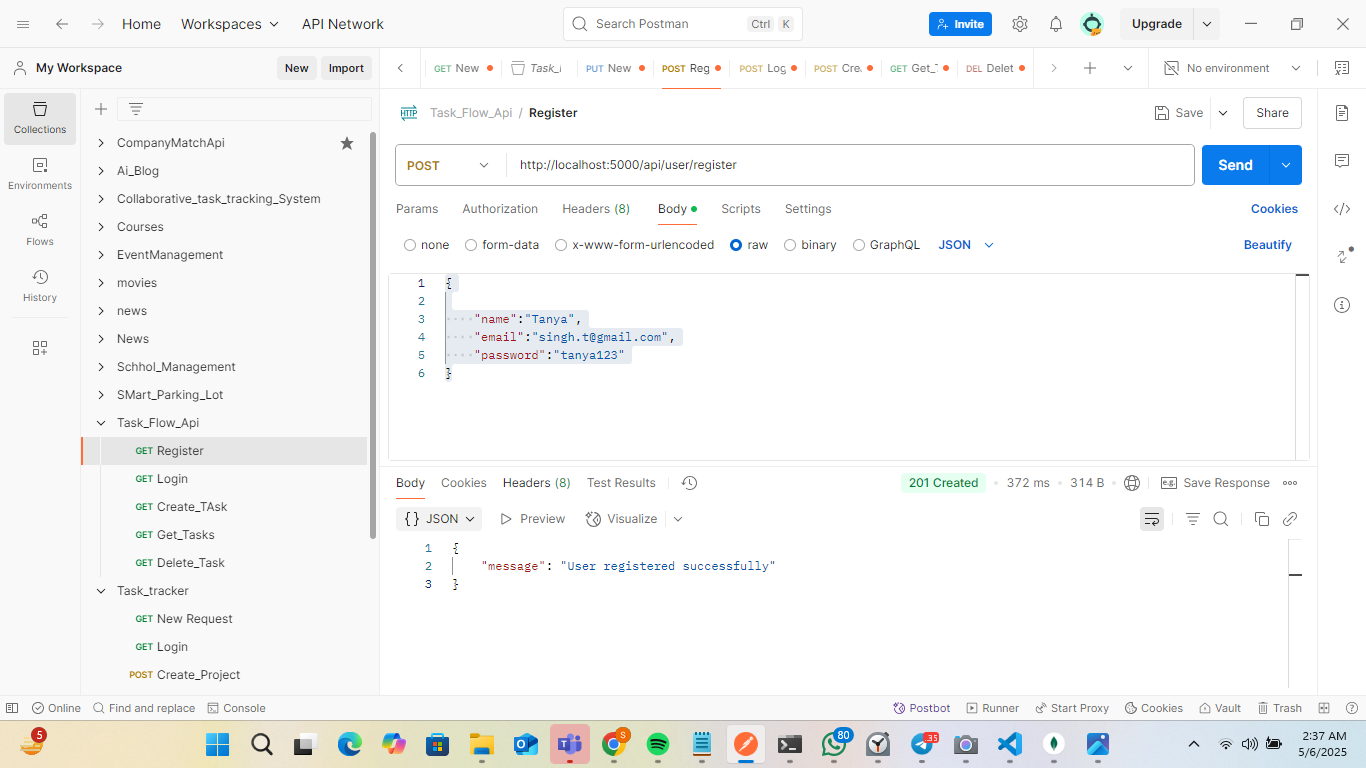 Home
Workspaces
API Network
Search Postman
Ctrl K
Invite
Upgrade
My Workspace
New
Import
GET New
Task_I
PUT New
POST Reg
POST Log
POST Cre
GET Get_T
DEL Delet
No environment
Collections
Environments
Flows
History
CompanyMatchApi
Ai_Blog
Collaborative_task_tracking_System
Courses
EventManagement
movies
news
News
Schhol_Management
SMart_Parking_Lot
Task_Flow_Api
GET Register
GET Login
GET Create_TAsk
GET Get_Tasks
GET Delete_Task
Task_tracker
GET New Request
GET Login
POST Create_Project
HTTP
Task_Flow_Api / Register
Save
Share
POST
http://localhost:5000/api/user/register
Send
Params
Authorization
Headers (8)
Body
Scripts
Settings
Cookies
none
form-data
x-www-form-urlencoded
raw
binary
GraphQL
JSON
Beautify
1 {
2
3 "name":"Tanya",
4 "email":"singh.t@gmail.com",
5 "password":"tanya123"
6 }
Body
Cookies
Headers (8)
Test Results
201 Created
372 ms
314 B
e.g.
Save Response
{} JSON
Preview
Visualize
1 {
2 "message": "User registered successfully"
3 }
Online
Find and replace
Console
Postbot
Runner
Start Proxy
Cookies
Vault
Trash
5
S
80
35
2:37 AM
5/6/2025